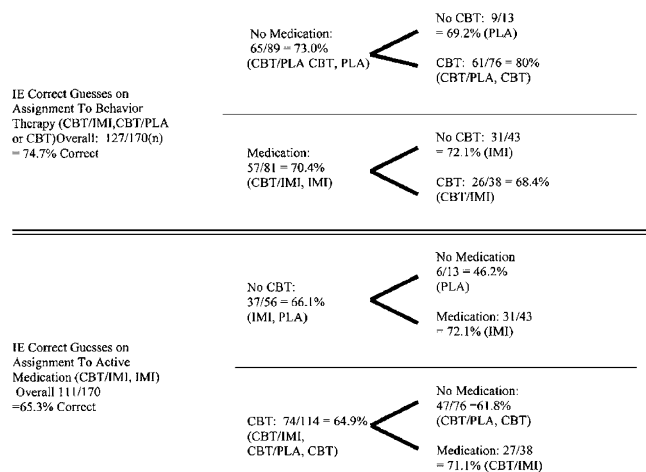 No Medication:
65/89 = 73.0%
(CBT/PLA CBT, PLA)
No CBT: 9/13
= 69.2% (PLA)
CBT: 61/76 = 80%
(CBT/PLA, CBT)
IE Correct Guesses on
Assignment To Behavior
Therapy (CBT/IMI,CBT/PLA
or CBT)Overall: 127/170(n)
= 74.7% Correct
Medication:
57/81 = 70.4%
(CBT/IMI, IMI)
No CBT: 31/43
= 72.1% (IMI)
CBT: 26/38 = 68.4%
(CBT/IMI)
No CBT:
37/56 = 66.1%
(IMI, PLA)
No Medication
6/13 = 46.2%
(PLA)
Medication: 31/43
= 72.1% (IMI)
IE Correct Guesses on
Assignment To Active
Medication (CBT/IMI, IMI)
Overall 111/170
=65.3% Correct
CBT: 74/114 = 64.9%
(CBT/IMI,
CBT/PLA, CBT)
No Medication:
47/76 =61.8%
(CBT/PLA, CBT)
Medication: 27/38
= 71.1% (CBT/IMI)